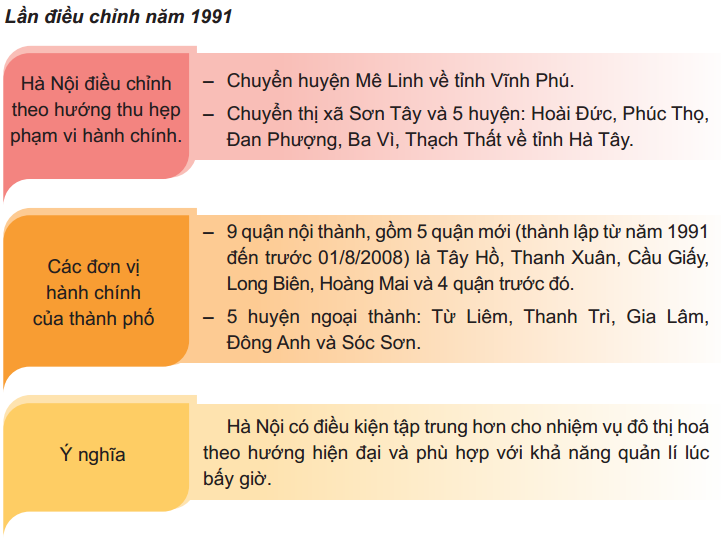 Lần điều chỉnh năm 1991
Hà Nội điều chỉnh
theo hướng thu hẹp
phạm vi hành chính.
– Chuyển huyện Mê Linh về tỉnh Vĩnh Phú.
– Chuyển thị xã Sơn Tây và 5 huyện: Hoài Đức, Phúc Thọ,
Đan Phượng, Ba Vì, Thạch Thất về tỉnh Hà Tây.
Các đơn vị
hành chính
của thành phố
– 9 quận nội thành, gồm 5 quận mới (thành lập từ năm 1991
đến trước 01/8/2008) là Tây Hồ, Thanh Xuân, Cầu Giấy,
Long Biên, Hoàng Mai và 4 quận trước đó.
– 5 huyện ngoại thành: Từ Liêm, Thanh Trì, Gia Lâm,
Đông Anh và Sóc Sơn.
Ý nghĩa
Hà Nội có điều kiện tập trung hơn cho nhiệm vụ đô thị hoá
theo hướng hiện đại và phù hợp với khả năng quản lí lúc
bấy giờ.